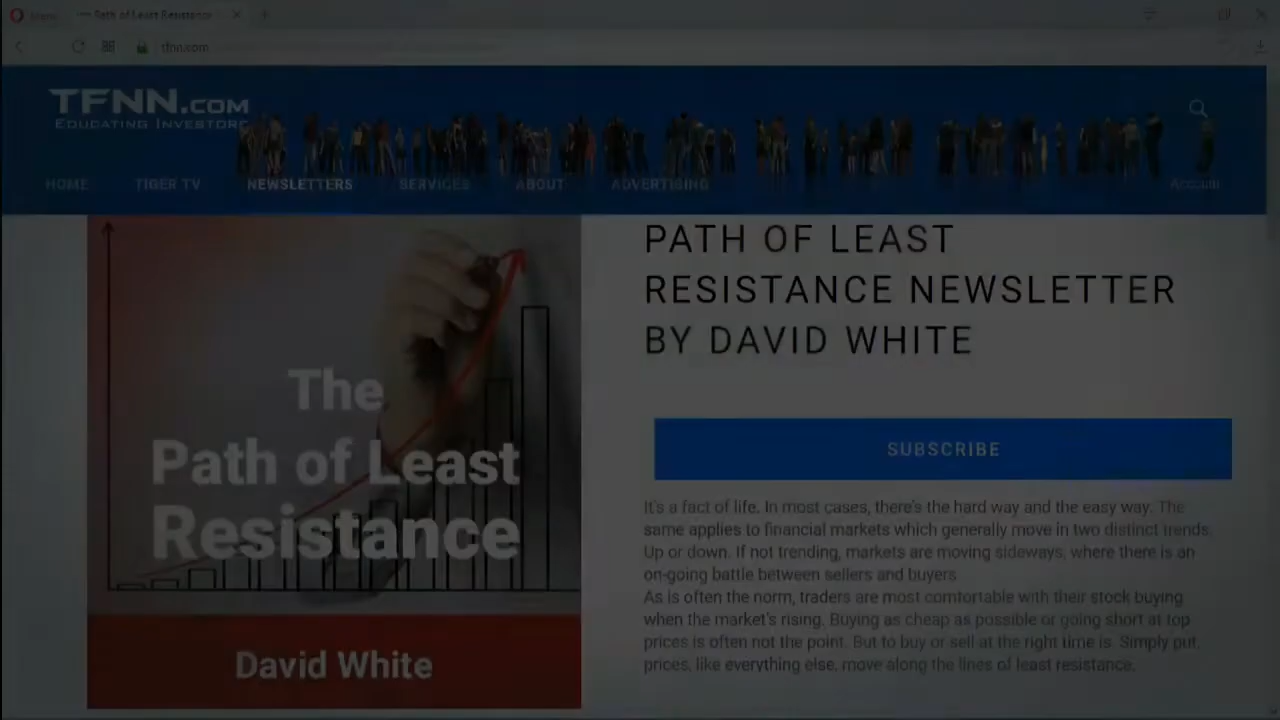 Menu
Path of Least Resistance
tfnn.com
TFNN.COM
EDUCATING INVESTORS
HOME TIGER TV NEWSLETTERS SERVICES ABOUT ADVERTISING Account
PATH OF LEAST
RESISTANCE NEWSLETTER
BY DAVID WHITE
The
Path of Least
Resistance
David White
SUBSCRIBE
It's a fact of life. In most cases, there's the hard way and the easy way. The
same applies to financial markets which generally move in two distinct trends.
Up or down. If not trending, markets are moving sideways, where there is an
on-going battle between sellers and buyers
As is often the norm, traders are most comfortable with their stock buying
when the market's rising. Buying as cheap as possible or going short at top
prices is often not the point. But to buy or sell at the right time is. Simply put,
prices, like everything else, move along the lines of least resistance.